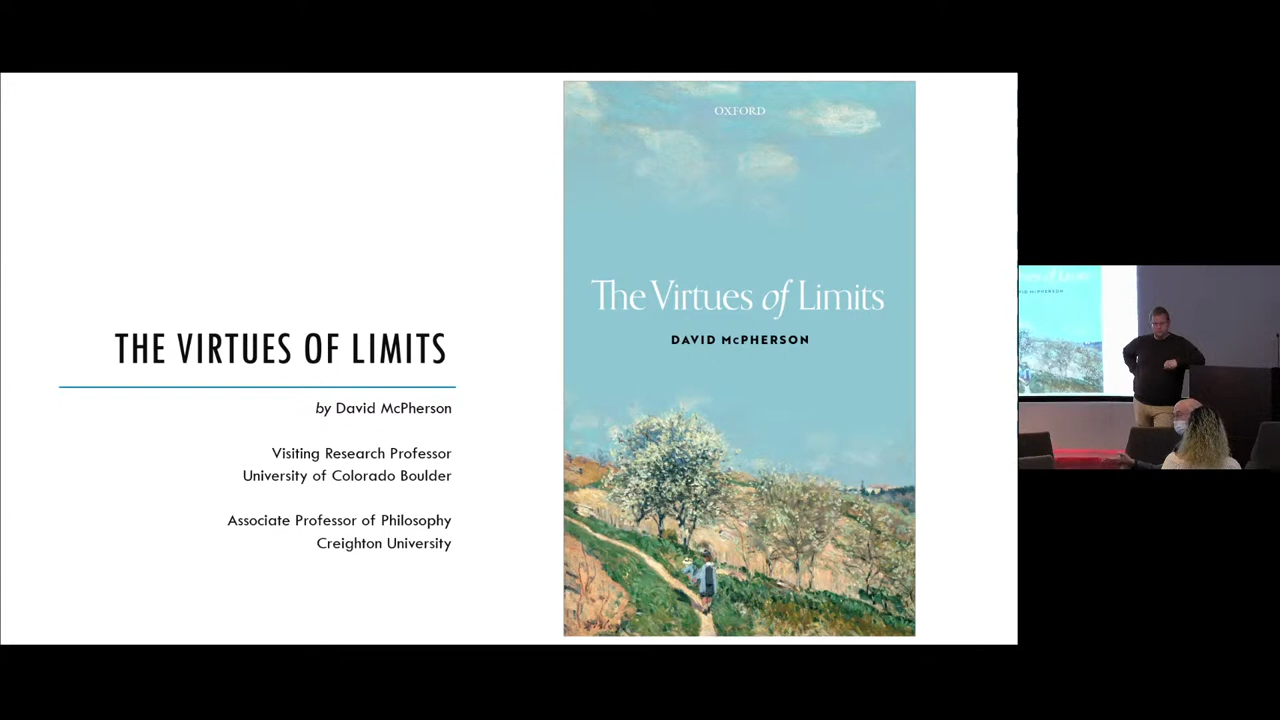 THE VIRTUES OF LIMITS
by David McPherson
Visiting Research Professor
University of Colorado Boulder
Associate Professor of Philosophy
Creighton University
OXFORD
The Virtues of Limits
DAVID McPHERSON